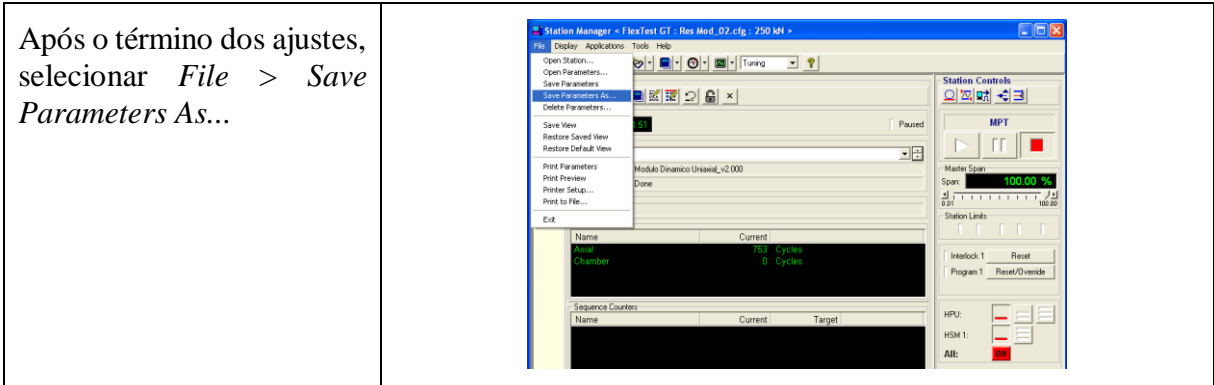 Após o término dos ajustes,
selecionar File > Save
Parameters As...
Station Manager < FlexTest GT : Res Mod_02.cfg : 250 kN >
File Display Applications Tools Help
Open Station...
Open Parameters...
Save Parameters
Save Parameters As...
Delete Parameters...
Save View
Restore Saved View
Restore Default View
Print Parameters
Print Preview
Printer Setup...
Print to File...
Exit
Tuning
:51
Paused
Modulo Dinamico Uniaxial_v2.000
Done
Name Current
Axial 753 Cycles
Chamber 0 Cycles
Sequence Counters
Name Current Target
Station Controls
MPT
Master Span
Span: 100.00 %
0.01 100.00
Station Limits
Interlock 1 Reset
Program 1 Reset/Override
HPU:
HSM 1:
All: Off